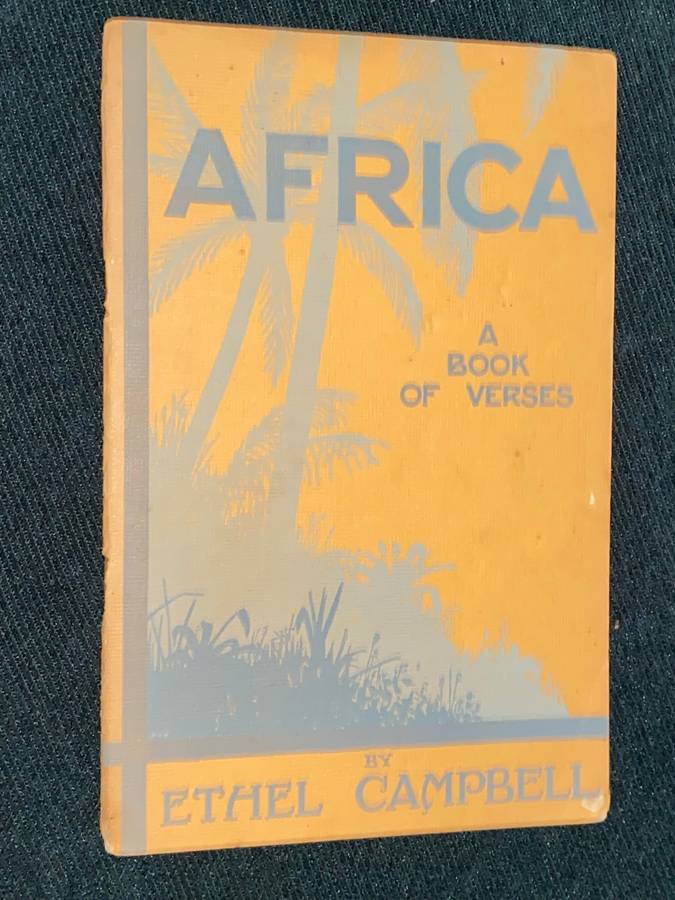 AFRICA
A
BOOK
OF VERSES
BY
ETHEL CAMPBELL